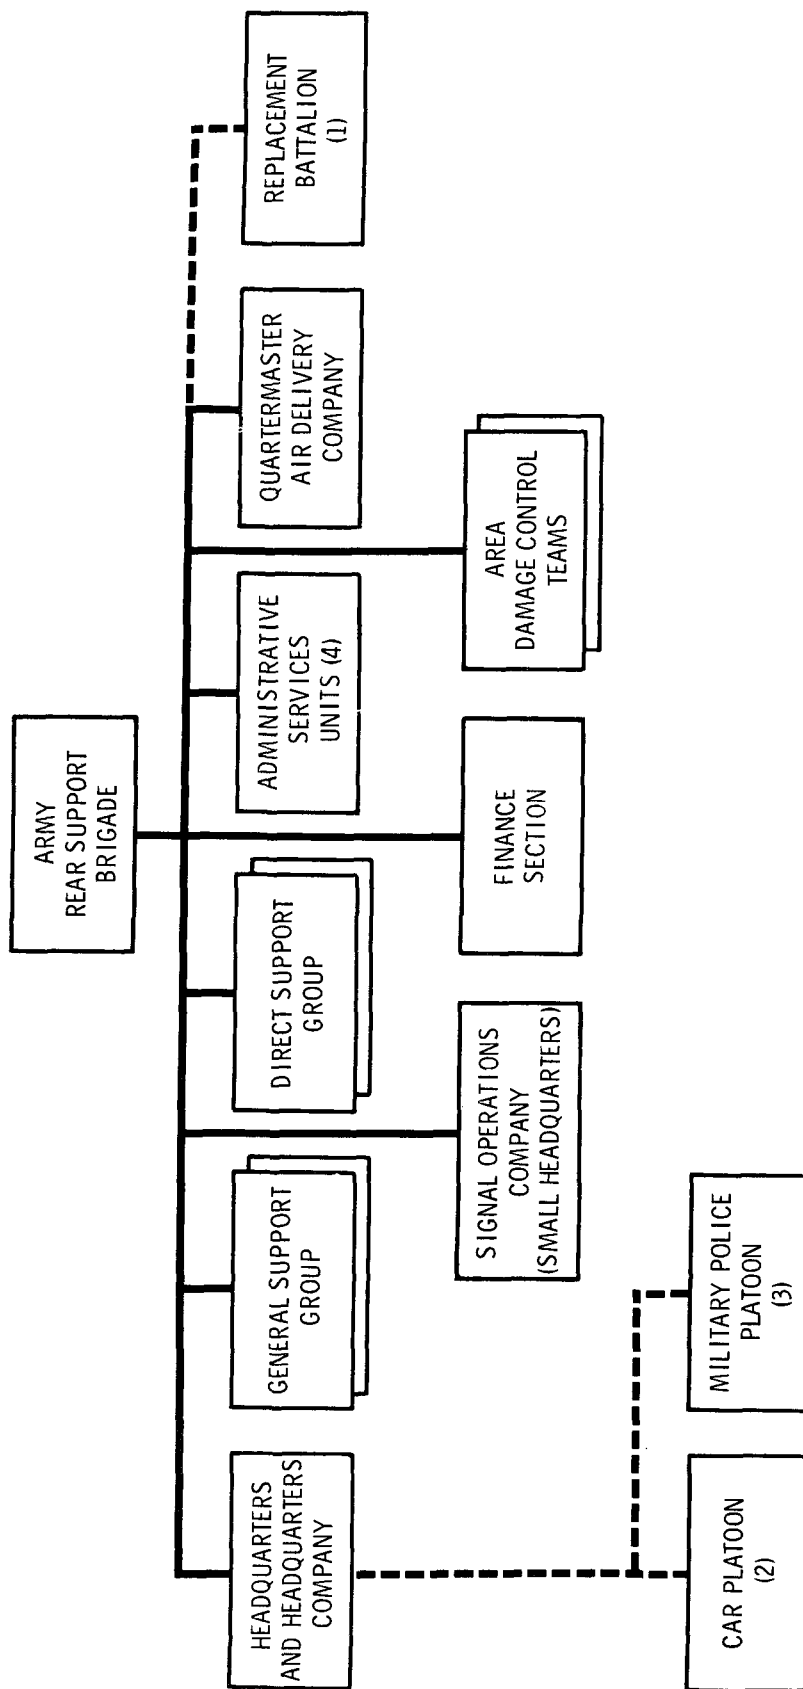 ARMY
REAR SUPPORT
BRIGADE
HEADQUARTERS
AND HEADQUARTERS
COMPANY
GENERAL SUPPORT
GROUP
DIRECT SUPPORT
GROUP
ADMINISTRATIVE
SERVICES
UNITS (4)
QUARTERMASTER
AIR DELIVERY
COMPANY
REPLACEMENT
BATTALION
(1)
SIGNAL OPERATIONS
COMPANY
(SMALL HEADQUARTERS)
FINANCE
SECTION
AREA
DAMAGE CONTROL
TEAMS
CAR PLATOON
(2)
MILITARY POLICE
PLATOON
(3)